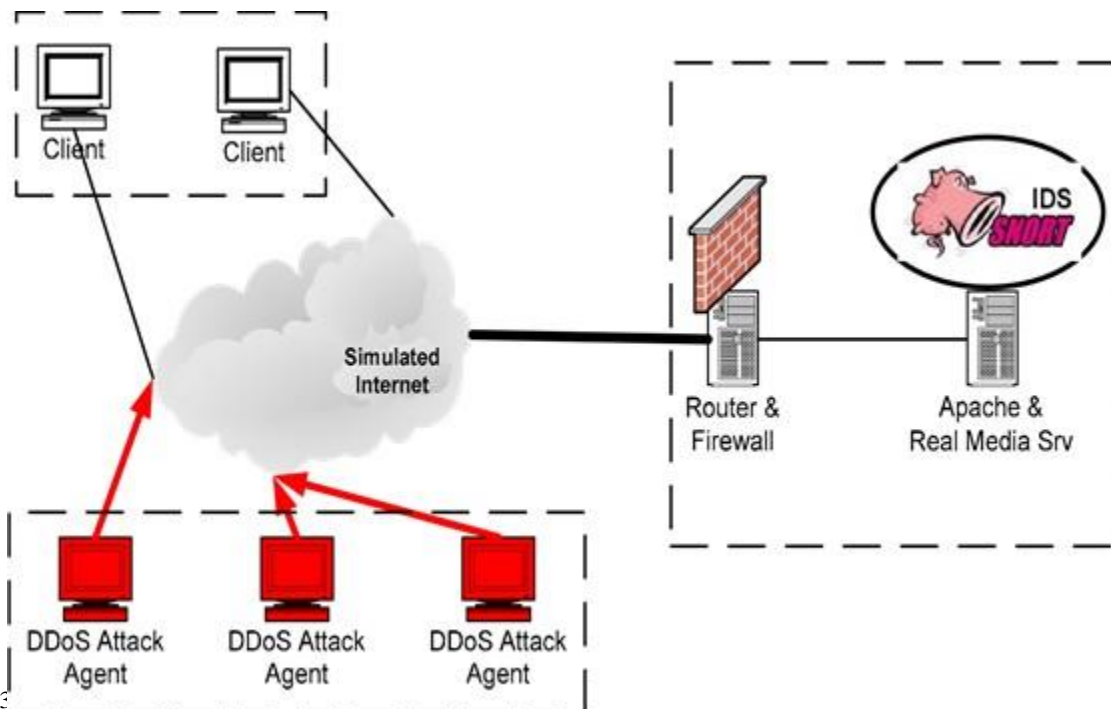 Client
Client
IDS
SNORT
Simulated
Internet
Router &
Firewall
Apache &
Real Media Srv
DDoS Attack
Agent
DDoS Attack
Agent
DDoS Attack
Agent